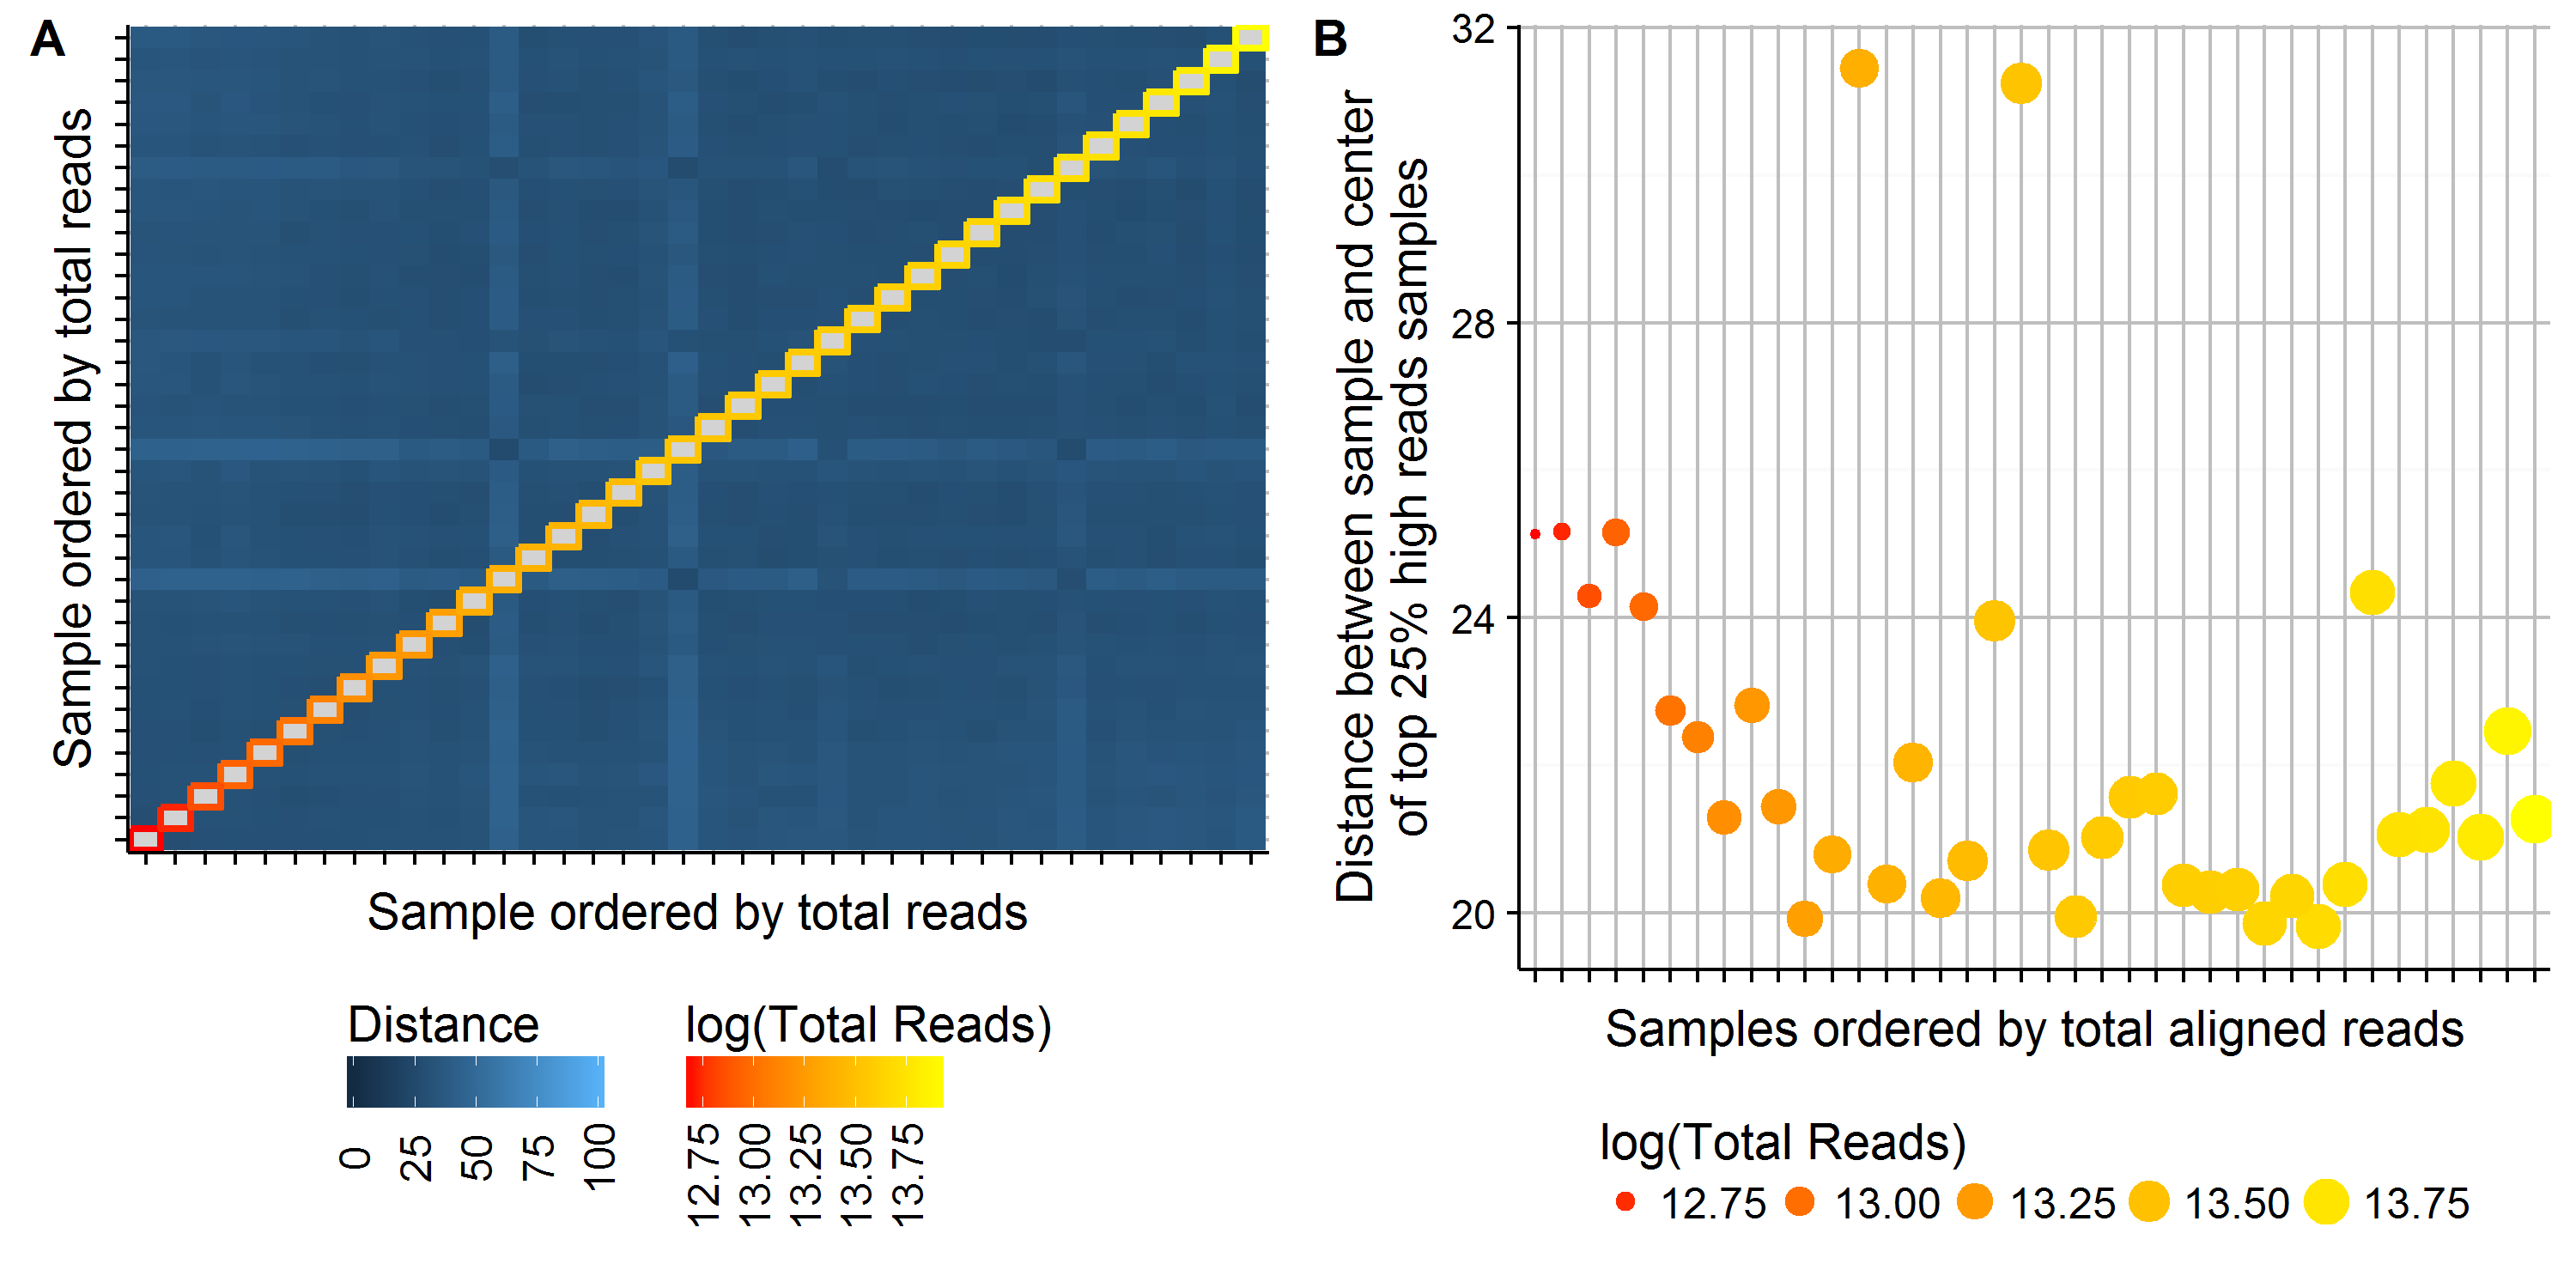 A
Sample ordered by total reads
Sample ordered by total reads
Distance
0 25 50 75 100
log(Total Reads)
12.75 13.00 13.25 13.50 13.75
B
Distance between sample and center
of top 25% high reads samples
32
28
24
20
Samples ordered by total aligned reads
log(Total Reads)
12.75 13.00 13.25 13.50 13.75